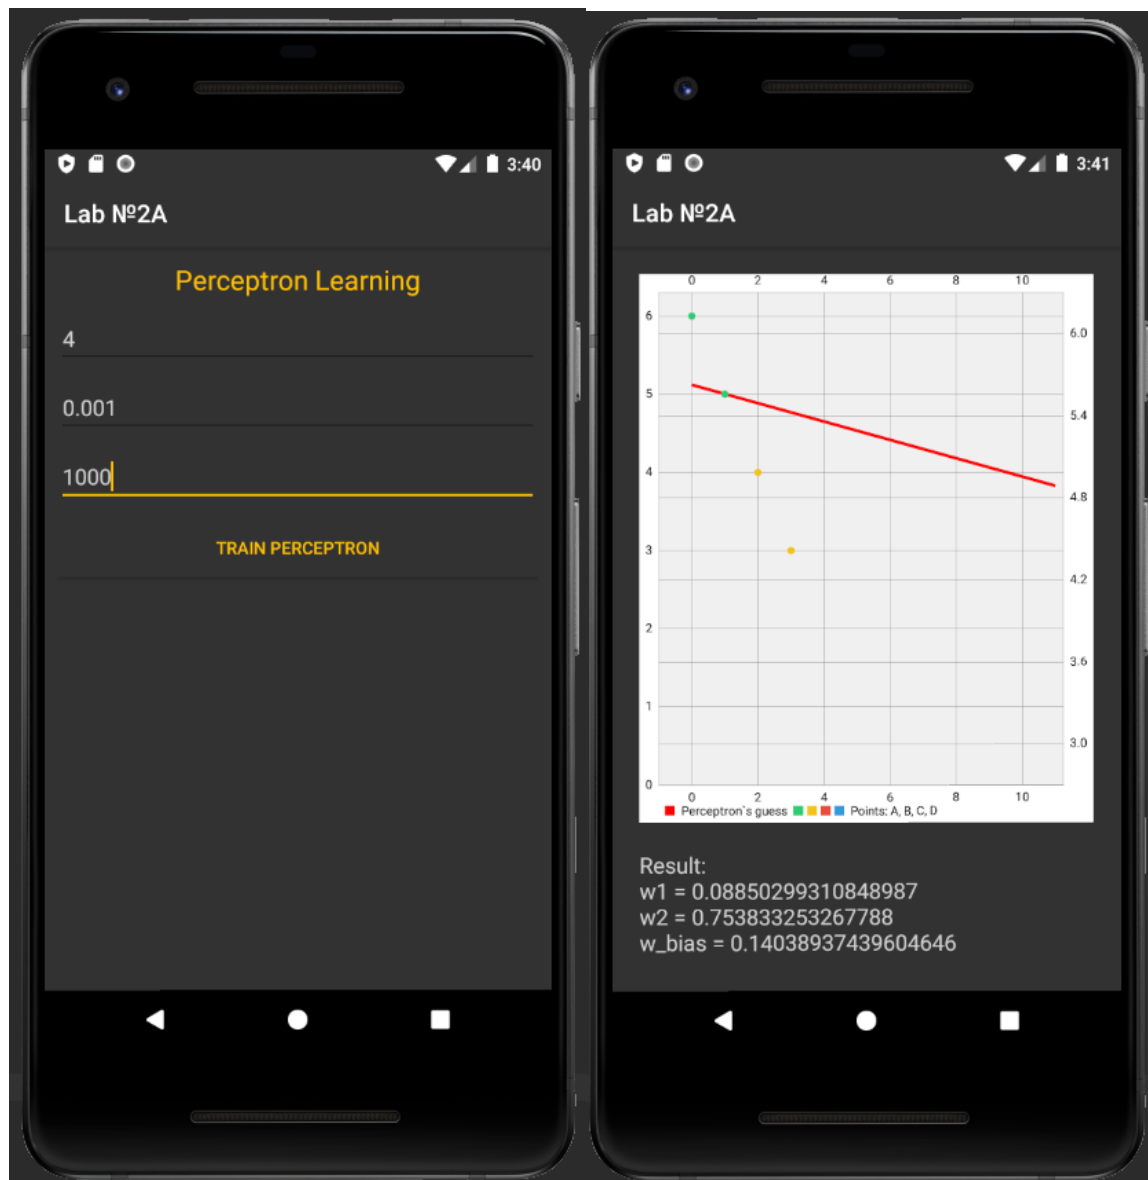 3:40
Lab №2A
Perceptron Learning
4
0.001
1000
TRAIN PERCEPTRON
3:41
Lab №2A
0 2 4 6 8 10
6
6.0
5
5.4
4
4.8
3
4.2
2
3.6
1
3.0
0
0 2 4 6 8 10
Perceptron`s guess Points: A, B, C, D
Result:
w1 = 0.08850299310848987
w2 = 0.753833253267788
w_bias = 0.14038937439604646